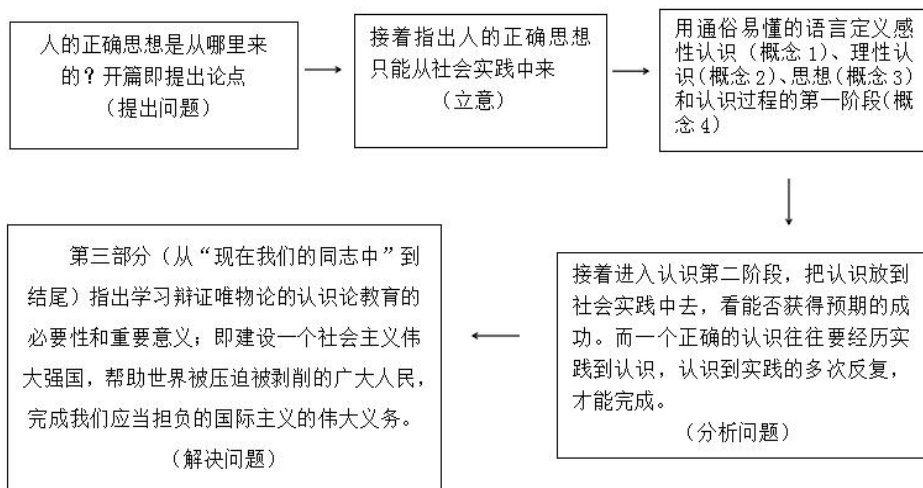 人的正确思想是从哪里来
的？开篇即提出论点
（提出问题）
接着指出人的正确思想
只能从社会实践中来
（立意）
用通俗易懂的语言定义感
性认识（概念1）、理性认
识(概念2)、思想(概念3)
和认识过程的第一阶段(概
念4)
接着进入认识第二阶段，把认识放到
社会实践中去，看能否获得预期的成
功。而一个正确的认识往往要经历实
践到认识，认识到实践的多次反复，
才能完成。
（分析问题）
第三部分（从“现在我们的同志中”到
结尾）指出学习辩证唯物论的认识论教育的
必要性和重要意义；即建设一个社会主义伟
大强国，帮助世界被压迫被剥削的广大人民，
完成我们应当担负的国际主义的伟大义务。
（解决问题）